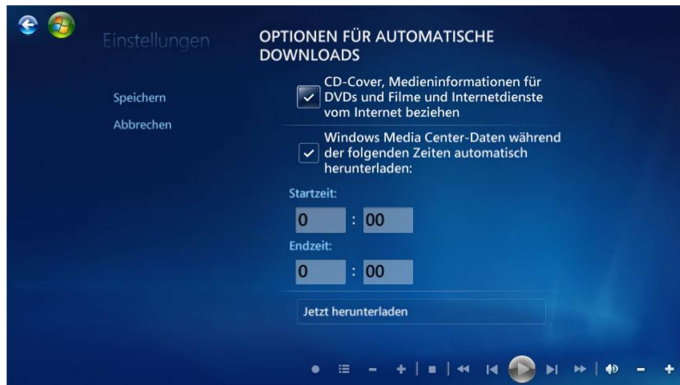 Einstellungen
OPTIONEN FÜR AUTOMATISCHE
DOWNLOADS
Speichern
Abbrechen
CD-Cover, Medieninformationen für
DVDs und Filme und Internetdienste
vom Internet beziehen
Windows Media Center-Daten während
der folgenden Zeiten automatisch
herunterladen:
Startzeit:
0 : 00
Endzeit:
0 : 00
Jetzt herunterladen